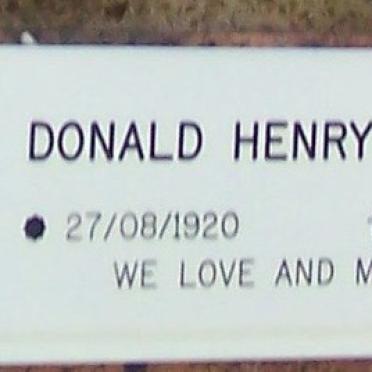 DONALD HENRY
27/08/1920
WE LOVE AND